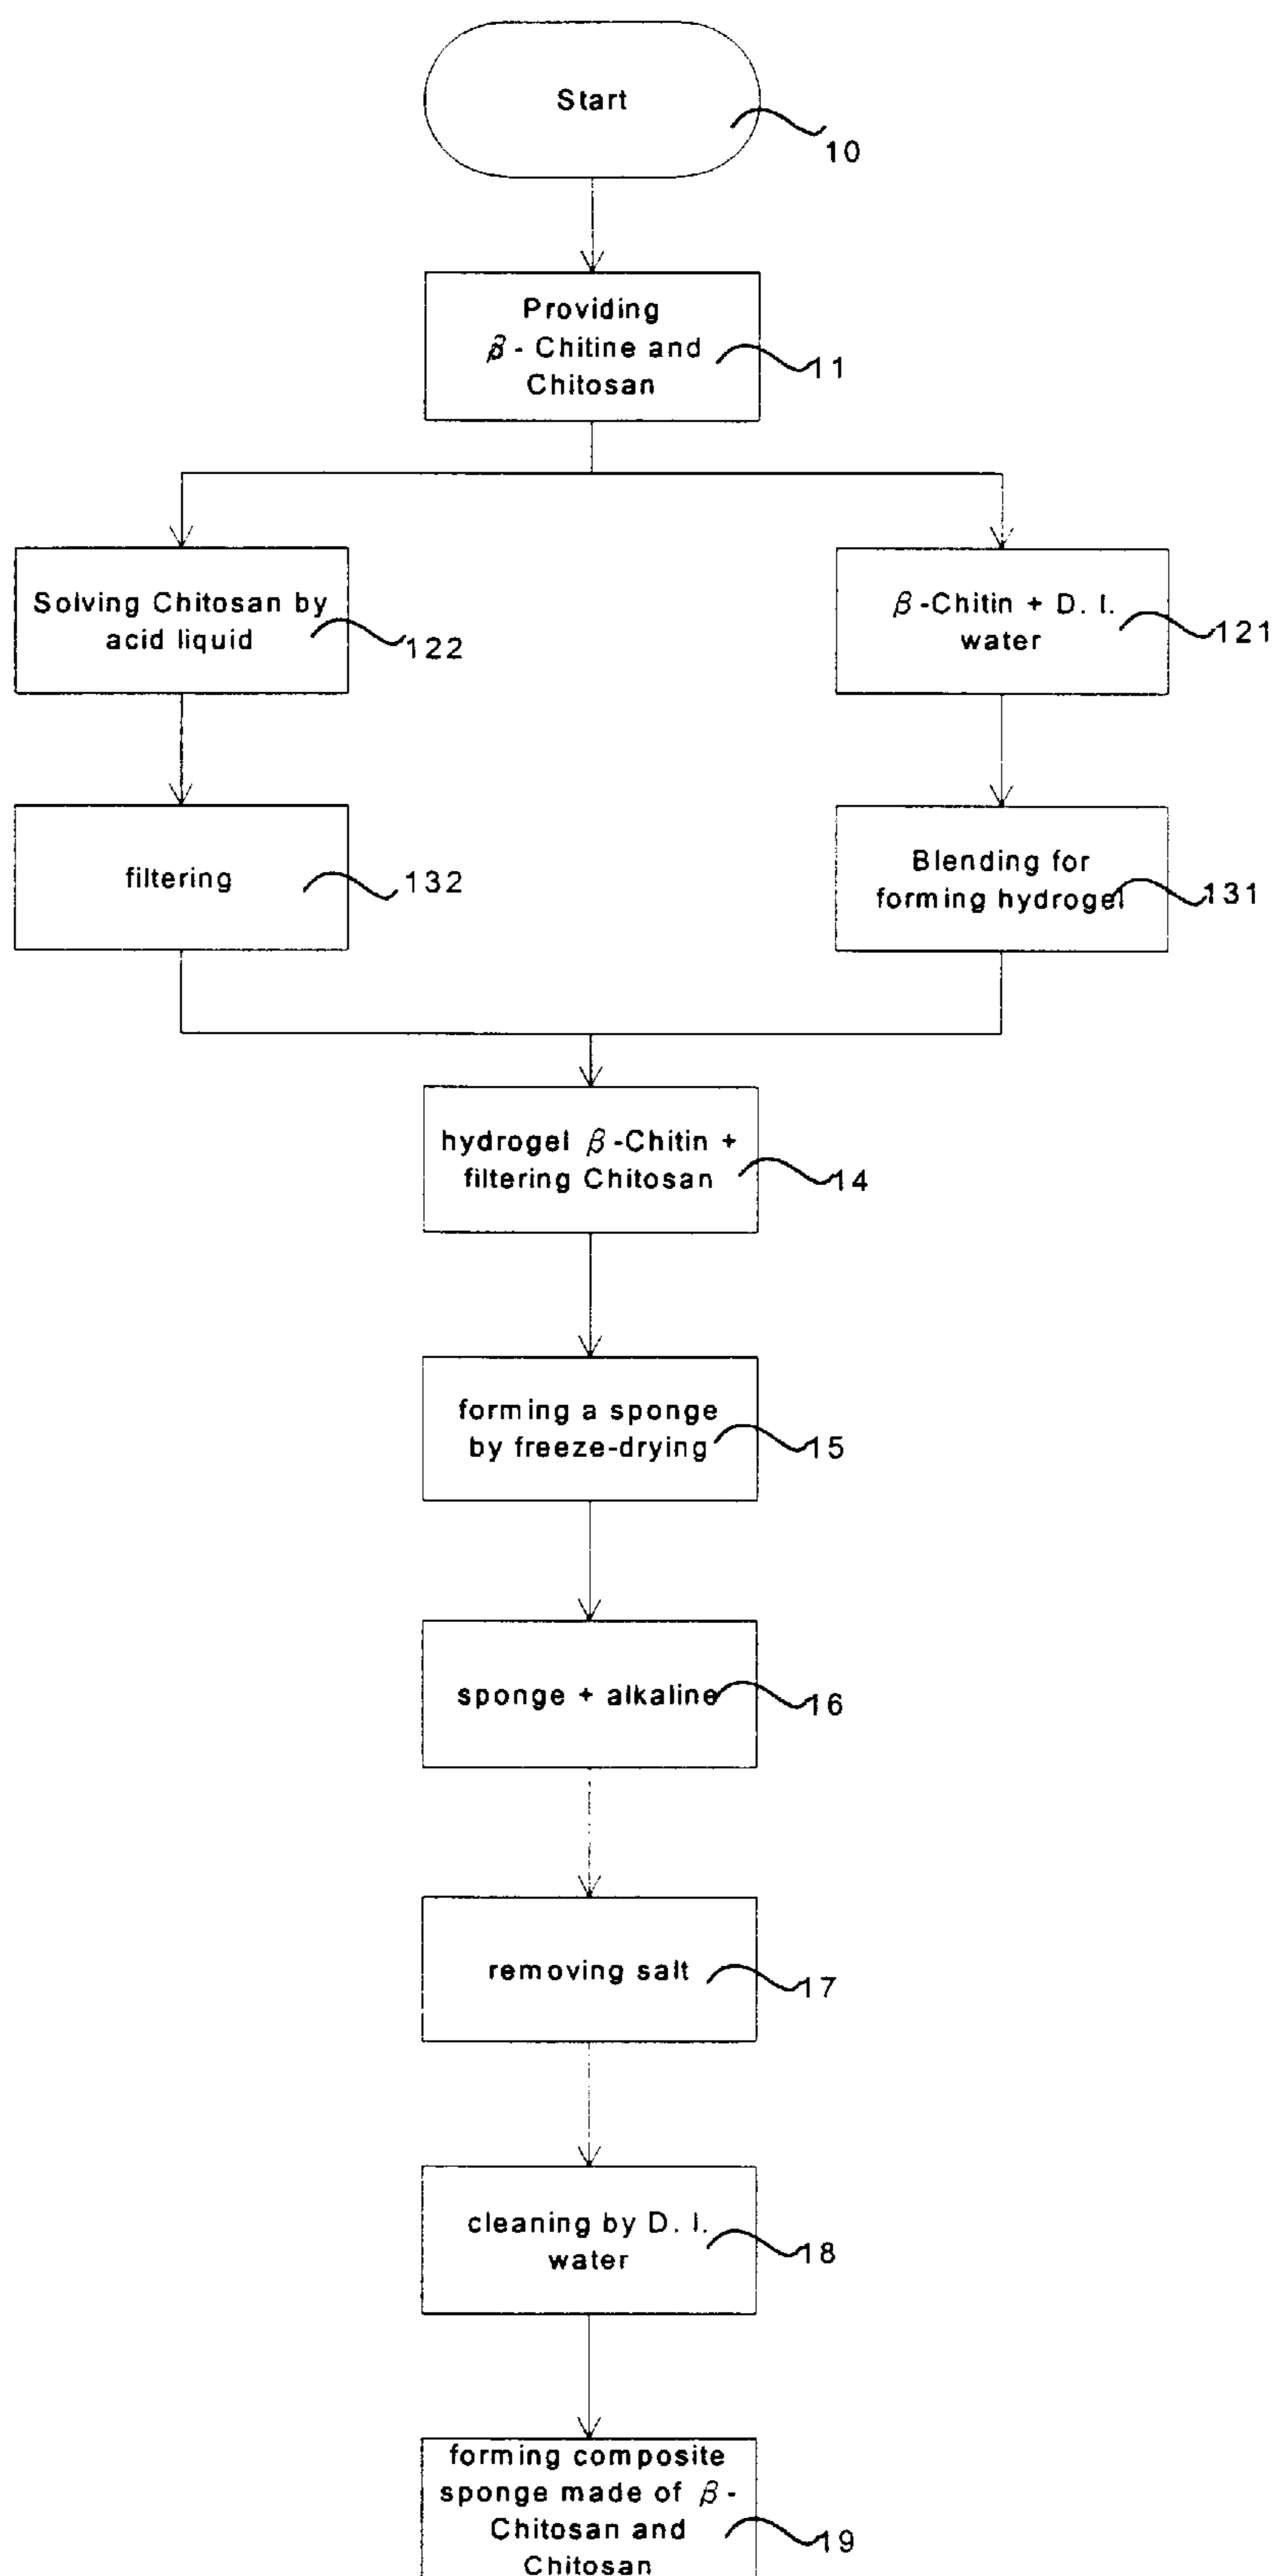 Start
10
Providing
β - Chitine and
Chitosan
11
Solving Chitosan by
acid liquid
122
β -Chitin + D. I.
water
121
filtering
132
Blending for
forming hydrogel
131
hydrogel β -Chitin +
filtering Chitosan
14
forming a sponge
by freeze-drying
15
sponge + alkaline
16
removing salt
17
cleaning by D. I.
water
18
forming composite
sponge made of β -
Chitosan and
Chitosan
19